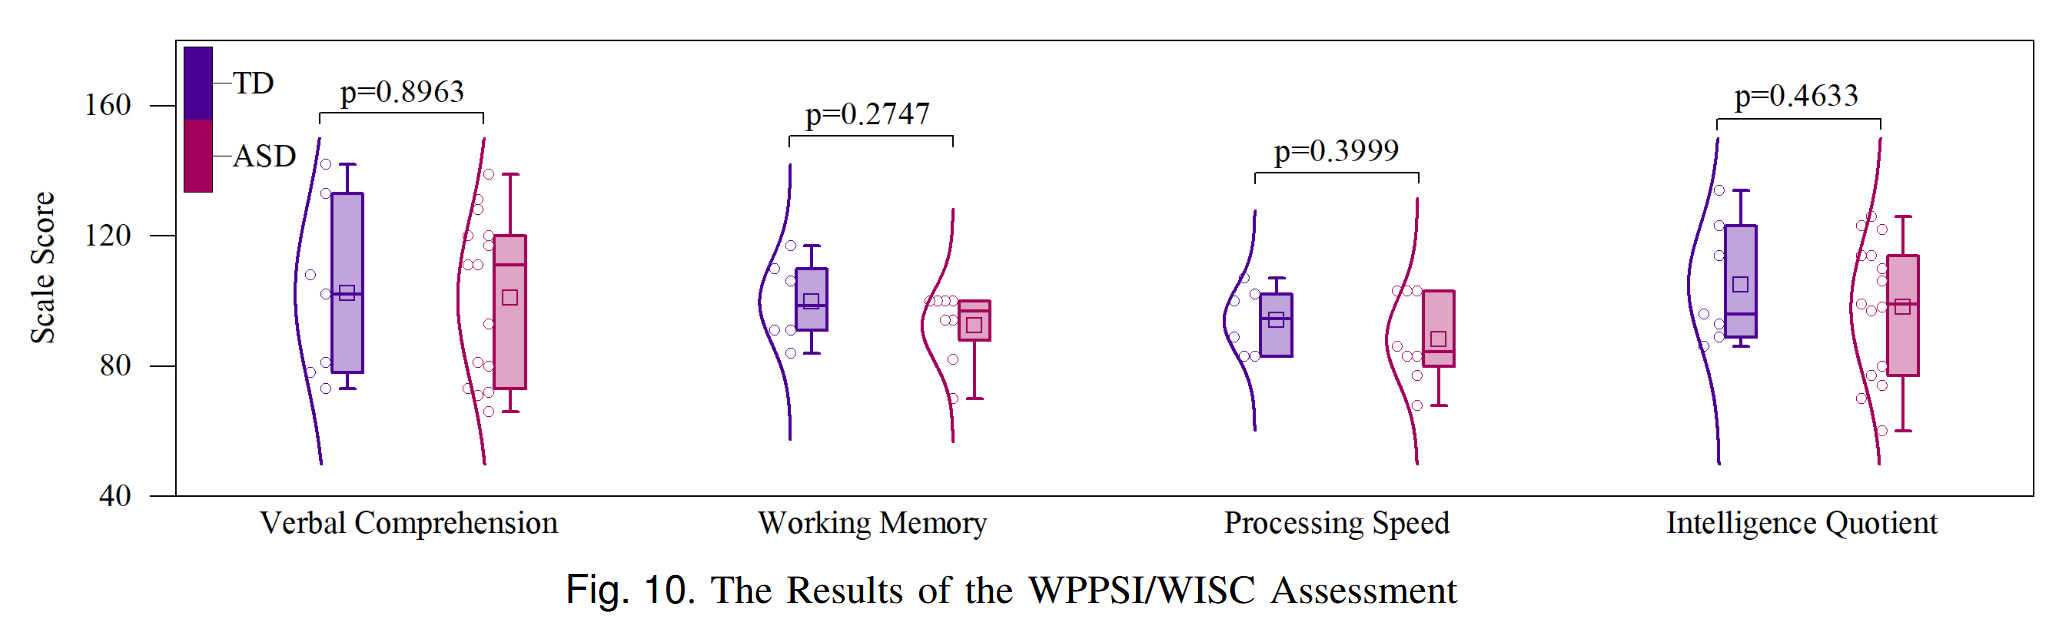 TD
ASD
p=0.8963
p=0.2747
p=0.3999
p=0.4633
160
120
80
40
Scale Score
Verbal Comprehension
Working Memory
Processing Speed
Intelligence Quotient
Fig. 10. The Results of the WPPSI/WISC Assessment